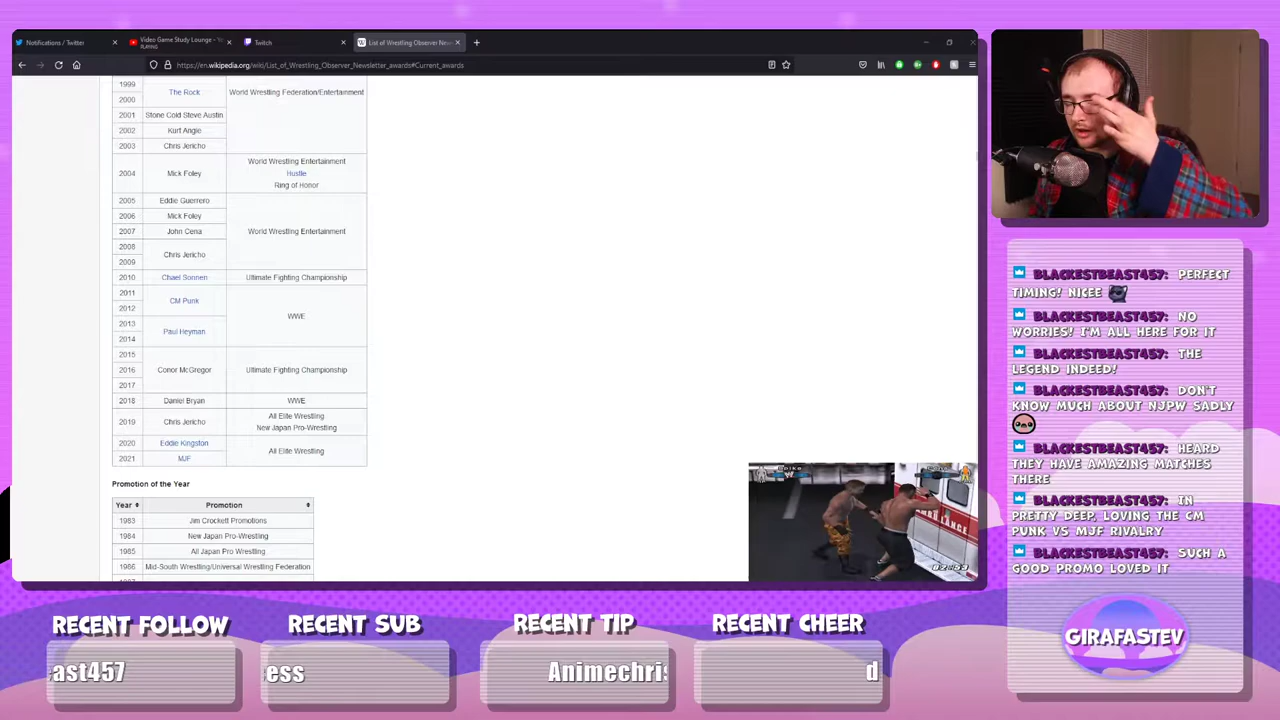 Notifications / Twitter
Video Game Study Lounge
PLAYING
Twitch
List of Wrestling Observer New
https://en.wikipedia.org/wiki/List_of_Wrestling_Observer_Newsletter_awards#Current_awards
1999
The Rock
World Wrestling Federation/Entertainment
2000
2001 Stone Cold Steve Austin
2002 Kurt Angle
2003 Chris Jericho
2004 Mick Foley
World Wrestling Entertainment
Hustle
Ring of Honor
2005 Eddie Guerrero
2006 Mick Foley
2007 John Cena World Wrestling Entertainment
2008
Chris Jericho
2009
2010 Chael Sonnen Ultimate Fighting Championship
2011
CM Punk
2012
WWE
2013
Paul Heyman
2014
2015
2016 Conor McGregor Ultimate Fighting Championship
2017
2018 Daniel Bryan WWE
2019 Chris Jericho
All Elite Wrestling
New Japan Pro-Wrestling
2020 Eddie Kingston
All Elite Wrestling
2021 MJF
Promotion of the Year
Year Promotion
1983 Jim Crockett Promotions
1984 New Japan Pro-Wrestling
1985 All Japan Pro Wrestling
1986 Mid-South Wrestling/Universal Wrestling Federation
BLACKESTBEAST457: PERFECT
TIMING! NICEE
BLACKESTBEAST457: NO
WORRIES! I'M ALL HERE FOR IT
BLACKESTBEAST457: THE
LEGEND INDEED!
BLACKESTBEAST457: DON'T
KNOW MUCH ABOUT NJPW SADLY
BLACKESTBEAST457: HEARD
THEY HAVE AMAZING MATCHES
THERE
BLACKESTBEAST457: IN
PRETTY DEEP, LOVING THE CM
PUNK VS MJF RIVALRY
BLACKESTBEAST457: SUCH A
GOOD PROMO LOVED IT
GIRAFASTEV
RECENT FOLLOW
ast457
RECENT SUB
ess
RECENT TIP
Animechris
RECENT CHEER
d